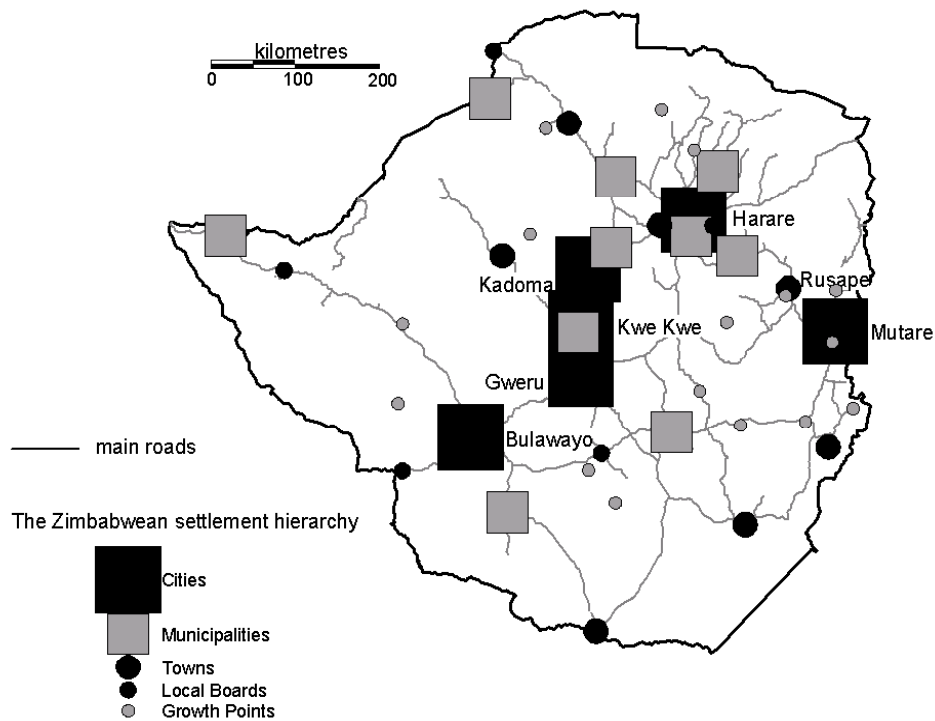 kilometres
0 100 200
Harare
Kadoma
Rusape
Kwe Kwe
Mutare
Gweru
Bulawayo
main roads
The Zimbabwean settlement hierarchy
Cities
Municipalities
Towns
Local Boards
Growth Points